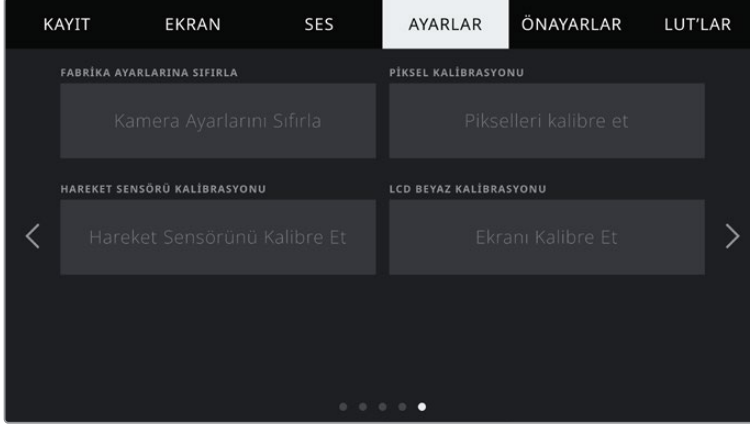 KAYIT EKRAN SES AYARLAR ÖNAYARLAR LUT'LAR
FABRİKA AYARLARINA SIFIRLA PİKSEL KALİBRASYONU
Kamera Ayarlarını Sıfırla Pikselleri kalibre et
HAREKET SENSÖRÜ KALİBRASYONU LCD BEYAZ KALİBRASYONU
Hareket Sensörünü Kalibre Et Ekranı Kalibre Et